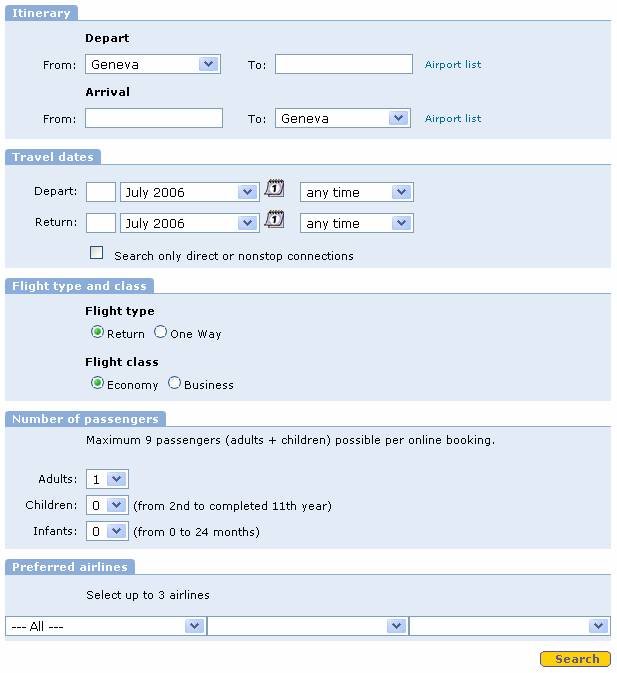 Itinerary
Depart
From: Geneva To: Airport list
Arrival
From: To: Geneva Airport list
Travel dates
Depart: July 2006 1 any time
Return: July 2006 1 any time
Search only direct or nonstop connections
Flight type and class
Flight type
Return One Way
Flight class
Economy Business
Number of passengers
Maximum 9 passengers (adults + children) possible per online booking.
Adults: 1
Children: 0 (from 2nd to completed 11th year)
Infants: 0 (from 0 to 24 months)
Preferred airlines
Select up to 3 airlines
--- All ---
Search